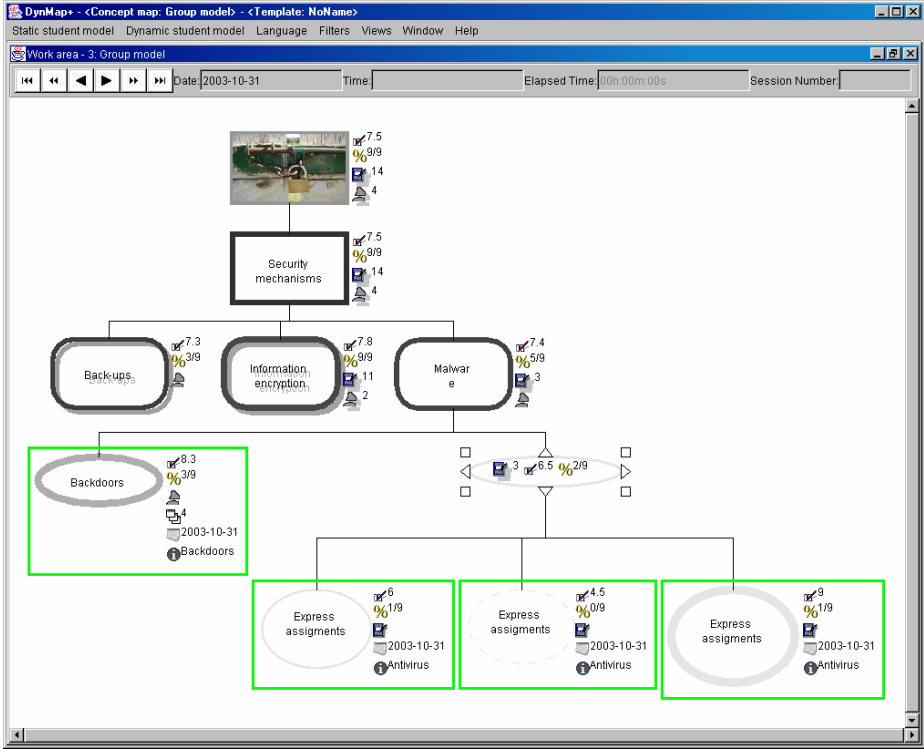 DynMap+ - <Concept map: Group model> - <Template: NoName>
Static student model Dynamic student model Language Filters Views Window Help
Work area - 3: Group model
Date: 2003-10-31 Time: Elapsed Time: 00h:00m:00s Session Number:
7.5
% 9/9
14
4
Security
mechanisms
7.5
% 9/9
14
4
Back-ups
Back-ups
7.3
% 3/9
Information
encryption
Information
encryption
7.8
% 9/9
11
2
Malwar
e
7.4
% 5/9
3
Backdoors
8.3
% 3/9
4
2003-10-31
Backdoors
3 6.5 % 2/9
Express
assigments
6
% 1/9
2003-10-31
Antivirus
Express
assigments
4.5
% 0/9
2003-10-31
Antivirus
Express
assigments
9
% 1/9
2003-10-31
Antivirus